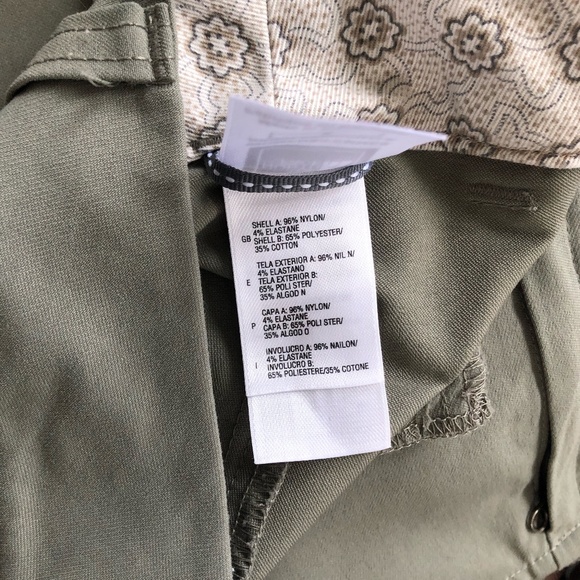 SHELL A: 96% NYLON/
4% ELASTANE
GB SHELL B: 65% POLYESTER/
35% COTTON
TELA EXTERIOR A: 96% NIL N/
4% ELASTANO
E TELA EXTERIOR B:
65% POLI STER/
35% ALGOD N
CAPA A: 96% NYLON/
4% ELASTANE
P CAPA B: 65% POLI STER/
35% ALGOD O
INVOLUCRO A: 96% NAILON/
4% ELASTANE
I INVOLUCRO B:
65% POLIESTERE/35% COTONE